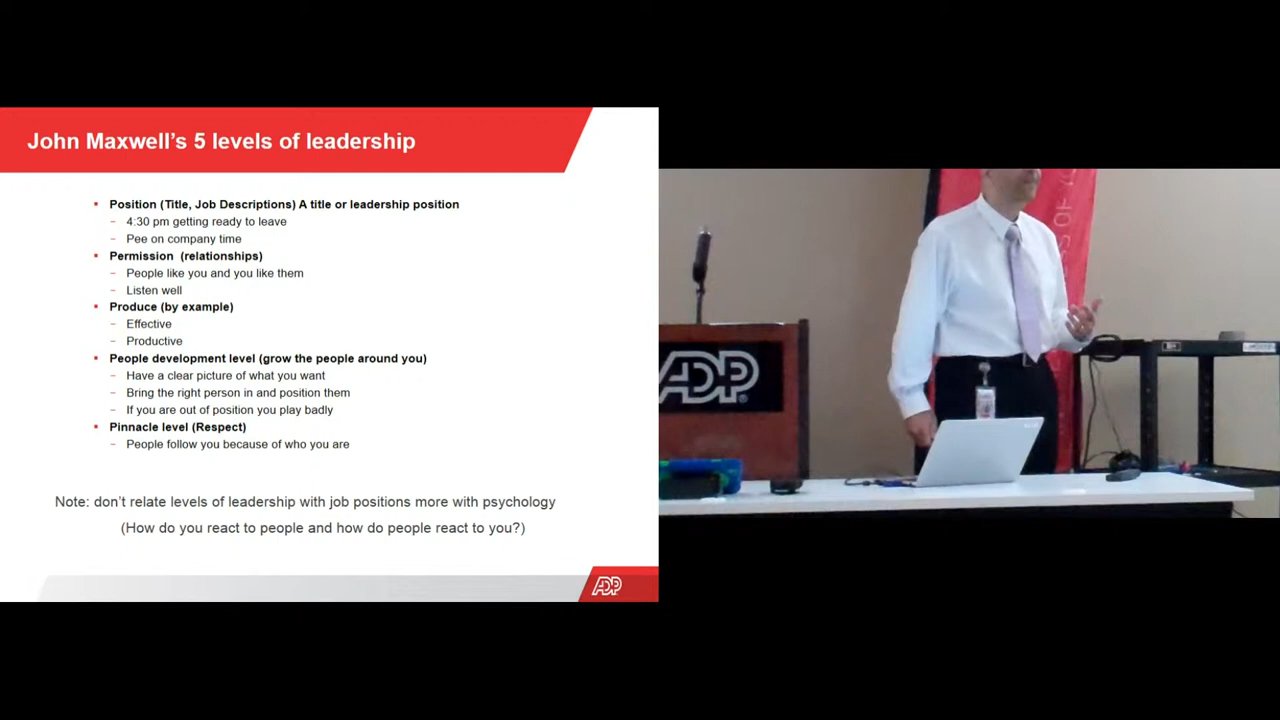 John Maxwell's 5 levels of leadership
Position (Title, Job Descriptions) A title or leadership position
4:30 pm getting ready to leave
Pee on company time
Permission (relationships)
People like you and you like them
Listen well
Produce (by example)
Effective
Productive
People development level (grow the people around you)
Have a clear picture of what you want
Bring the right person in and position them
If you are out of position you play badly
Pinnacle level (Respect)
People follow you because of who you are
Note: don't relate levels of leadership with job positions more with psychology
(How do you react to people and how do people react to you?)
ADP
ADP